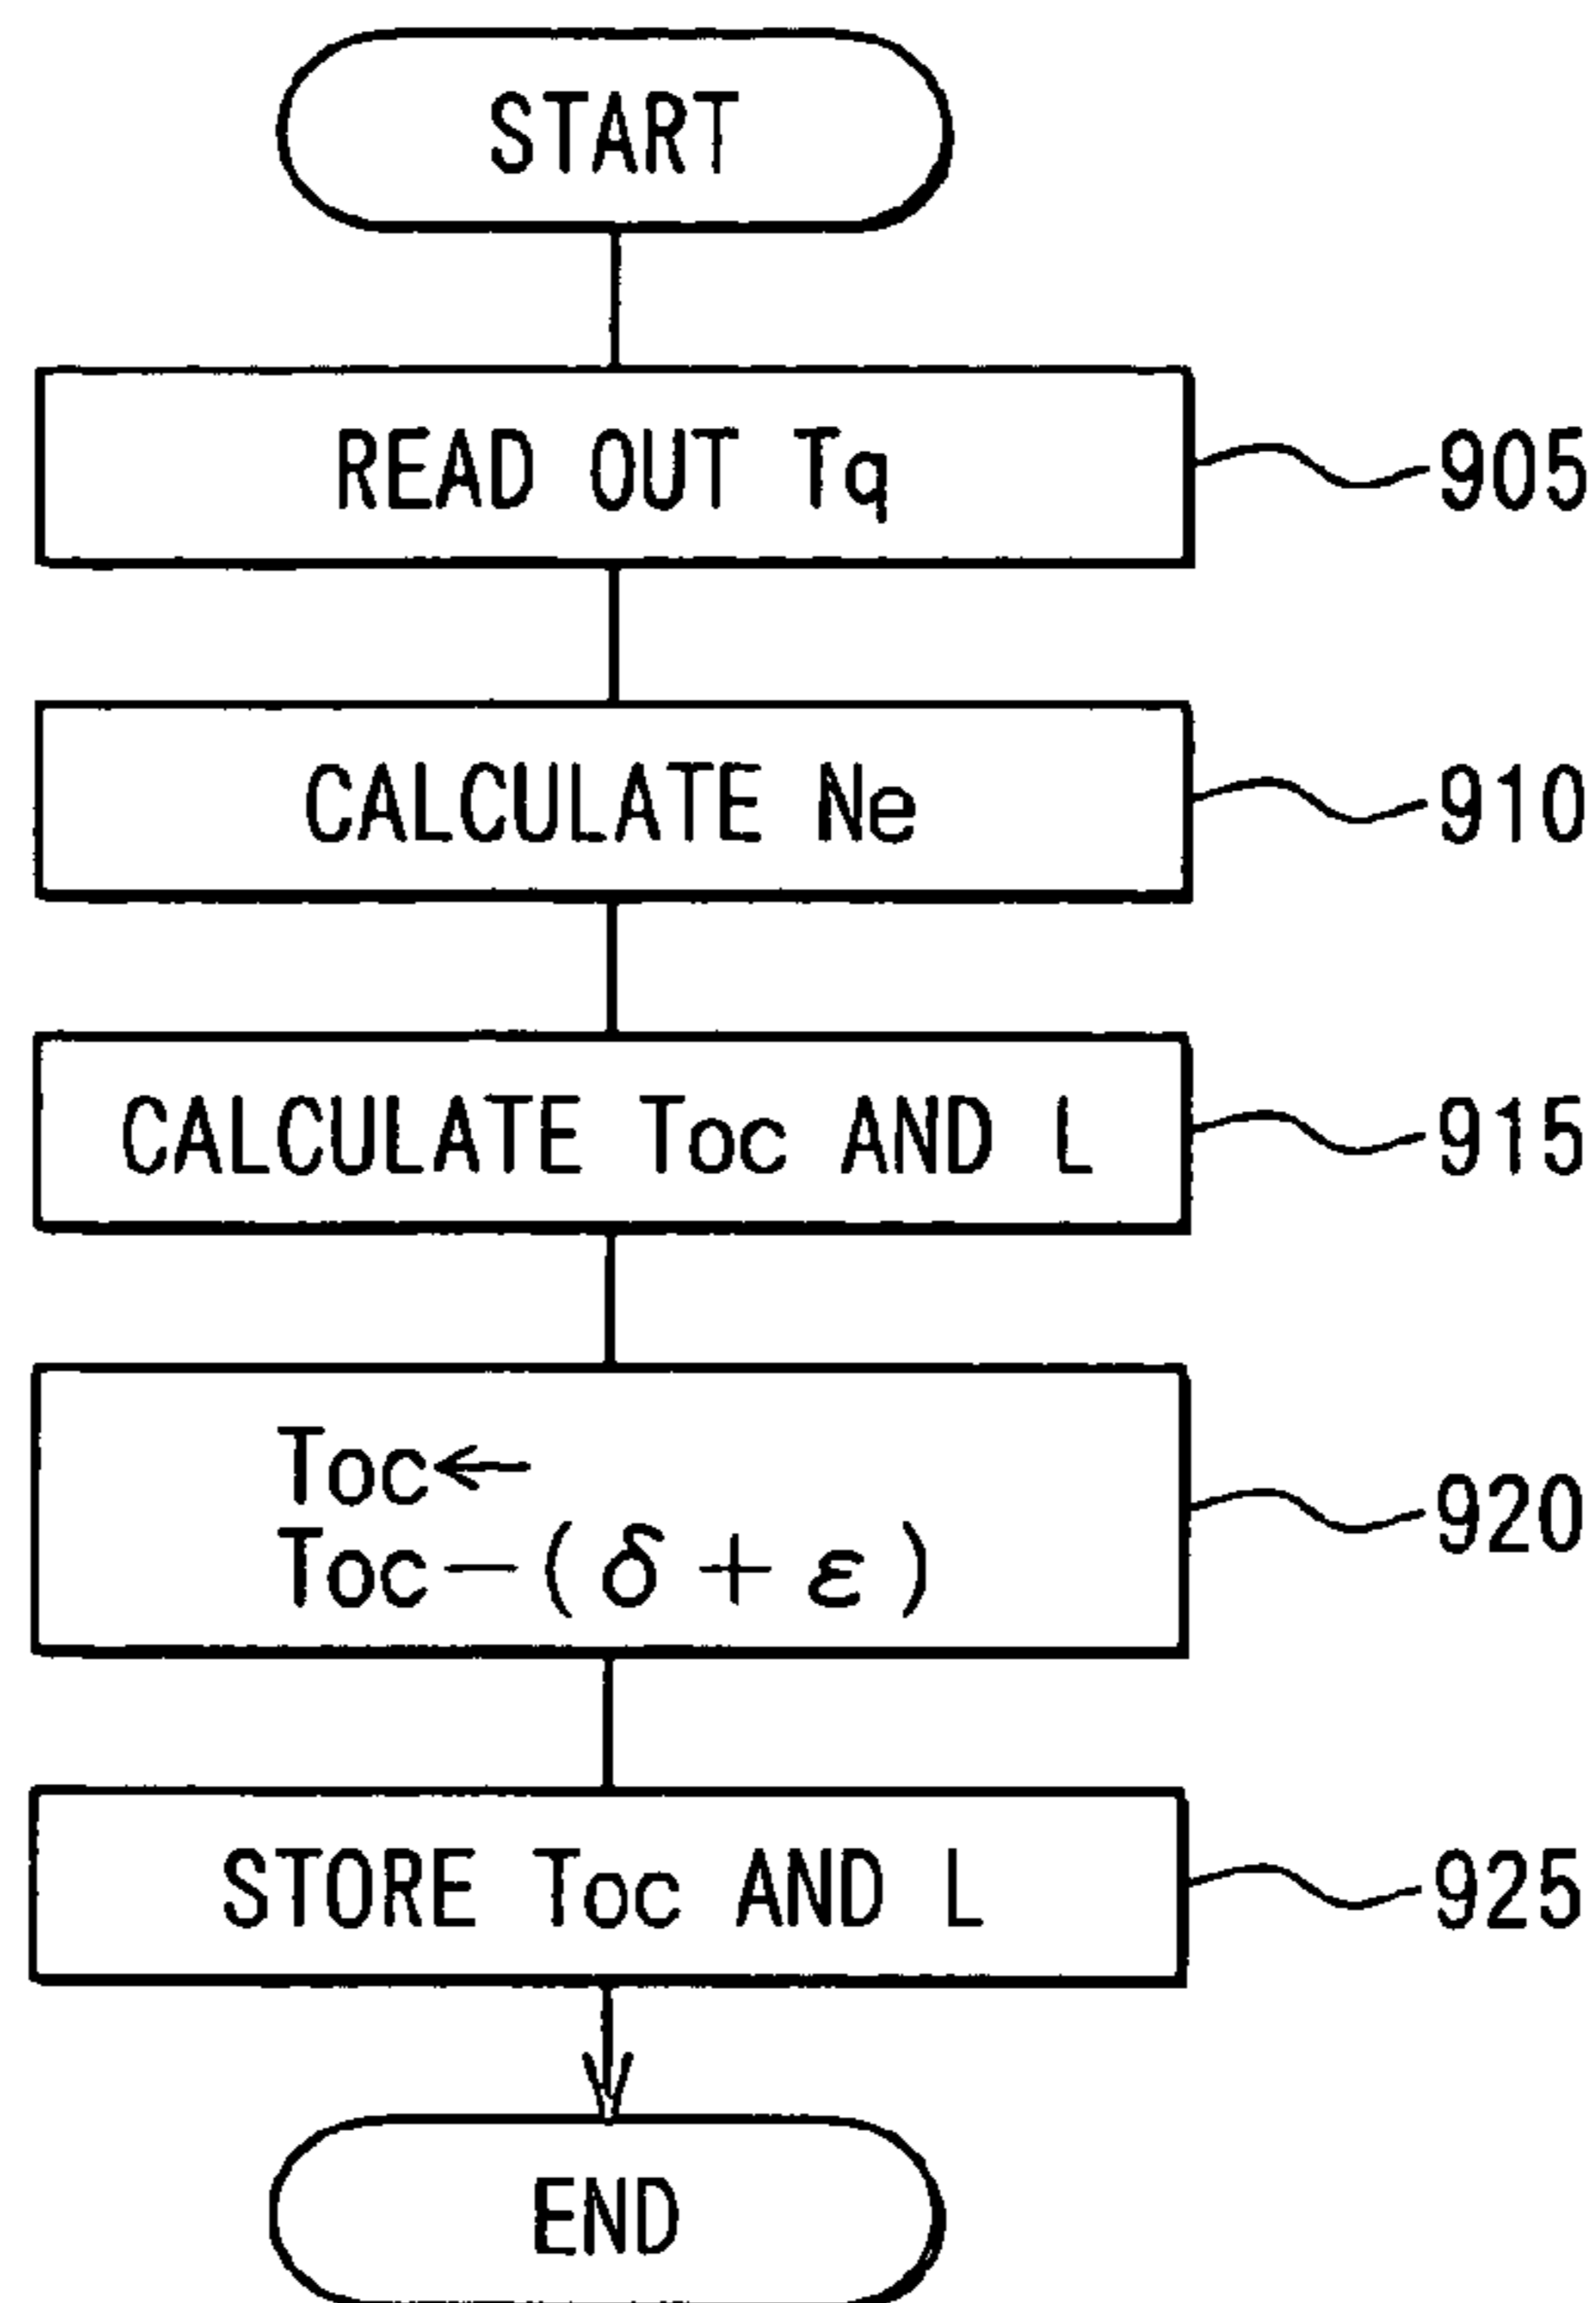 START
READ OUT Tq
905
CALCULATE Ne
910
CALCULATE Toc AND L
915
Toc←
Toc-(δ+ε)
920
STORE Toc AND L
925
END